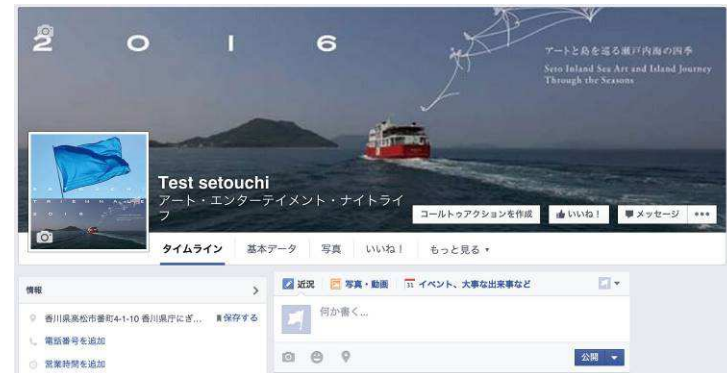 2 0 1 6
アートと島を巡る瀬戸内海の四季
Seto Inland Sea Art and Island Journey
Through the Seasons
SETOUCHI
TRIENNALE
2016
Test setouchi
アート・エンターテイメント・ナイトライ
フ
コールトゥアクションを作成
いいね！
メッセージ
•••
タイムライン 基本データ 写真 いいね！ もっと見る
情報
香川県高松市番町4-1-10 香川県庁にぎ... 保存する
電話番号を追加
営業時間を追加
近況 写真・動画 31 イベント、大事な出来事など
何か書く...
公開